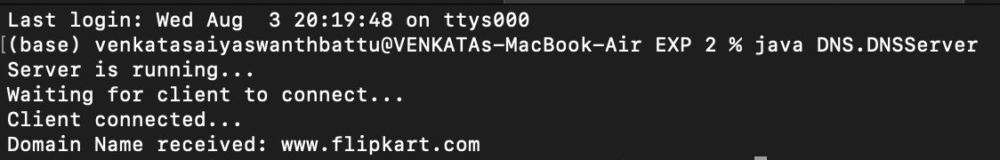 Last login: Wed Aug  3 20:19:48 on ttys000
[(base) venkatasaiyaswanthbattu@VENKATAs-MacBook-Air EXP 2 % java DNS.DNSServer
Server is running...
Waiting for client to connect...
Client connected...
Domain Name received: www.flipkart.com